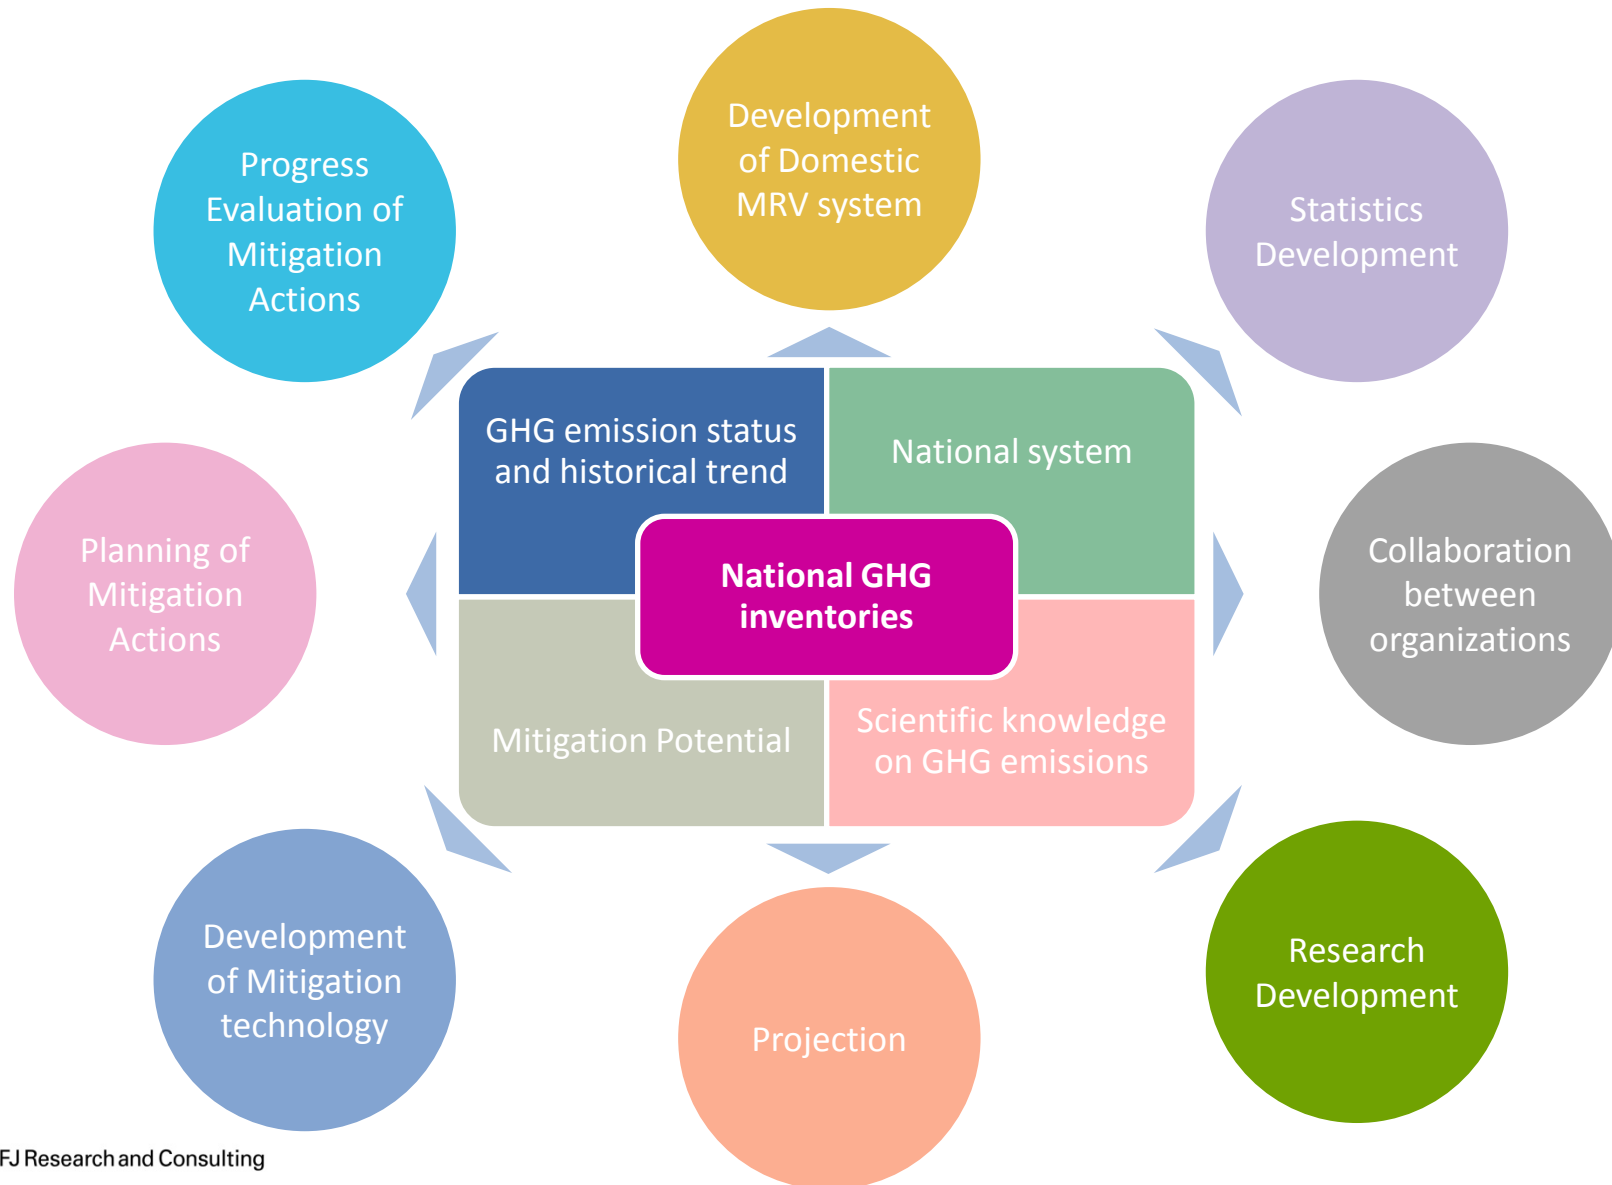 Development
of Domestic
MRV system
Progress
Evaluation of
Mitigation
Actions
Statistics
Development
GHG emission status
and historical trend
National system
Planning of
Mitigation
Actions
National GHG
inventories
Collaboration
between
organizations
Mitigation Potential
Scientific knowledge
on GHG emissions
Development
of Mitigation
technology
Projection
Research
Development
FJ Research and Consulting